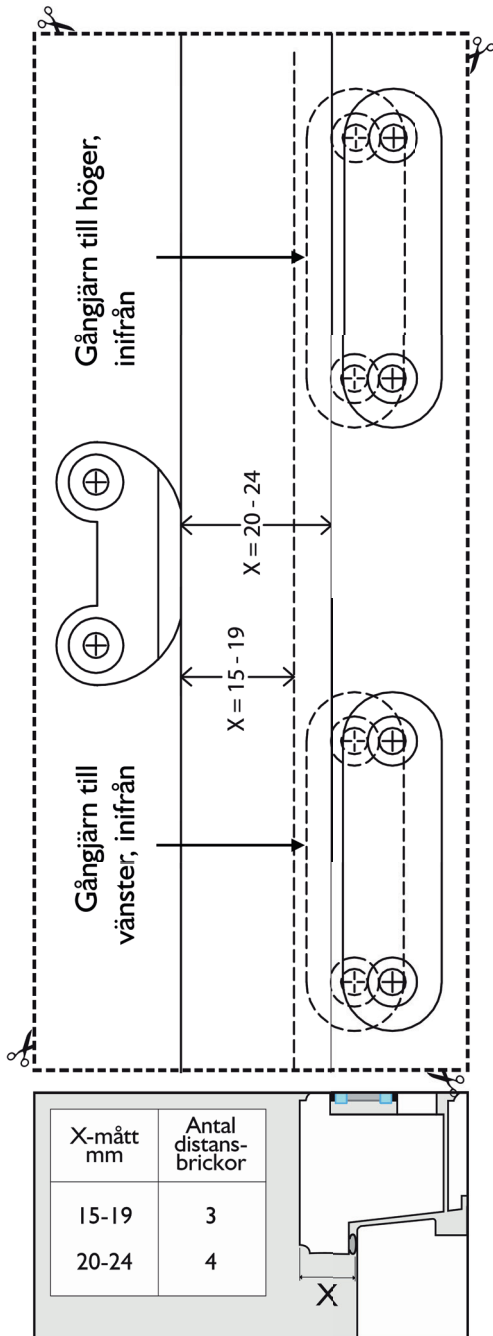 Gångjärn till höger,
inifrån
X = 20 - 24
X = 15 - 19
Gångjärn till
vänster, inifrån
X-mått
mm
Antal
distans-
brickor
15-19 3
20-24 4
X